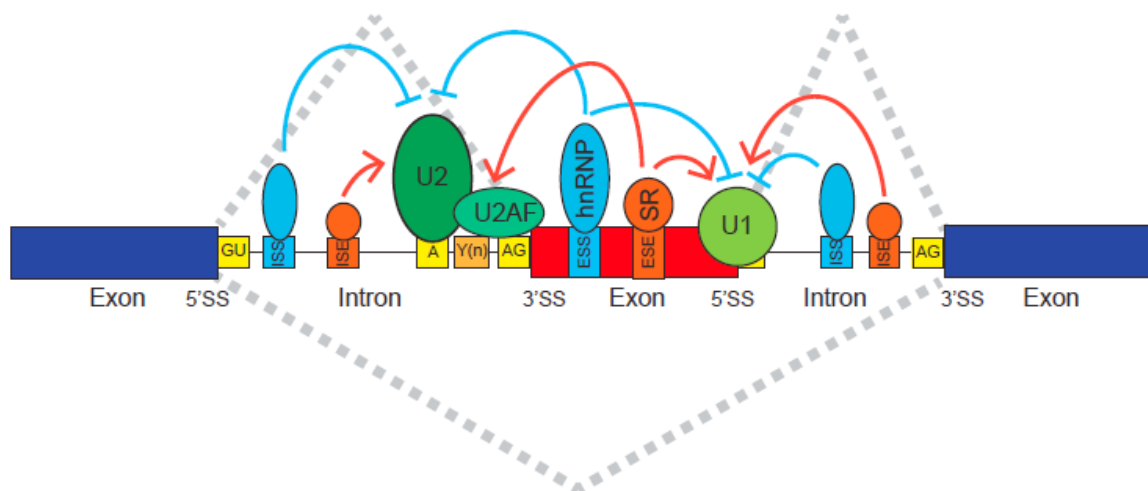 U2
U2AF
hnRNP
SR
U1
GU
ISS
ISE
A
Y(n)
AG
ESS
ESE
ISS
ISE
AG
Exon
5'SS
Intron
3'SS
Exon
5'SS
Intron
3'SS
Exon